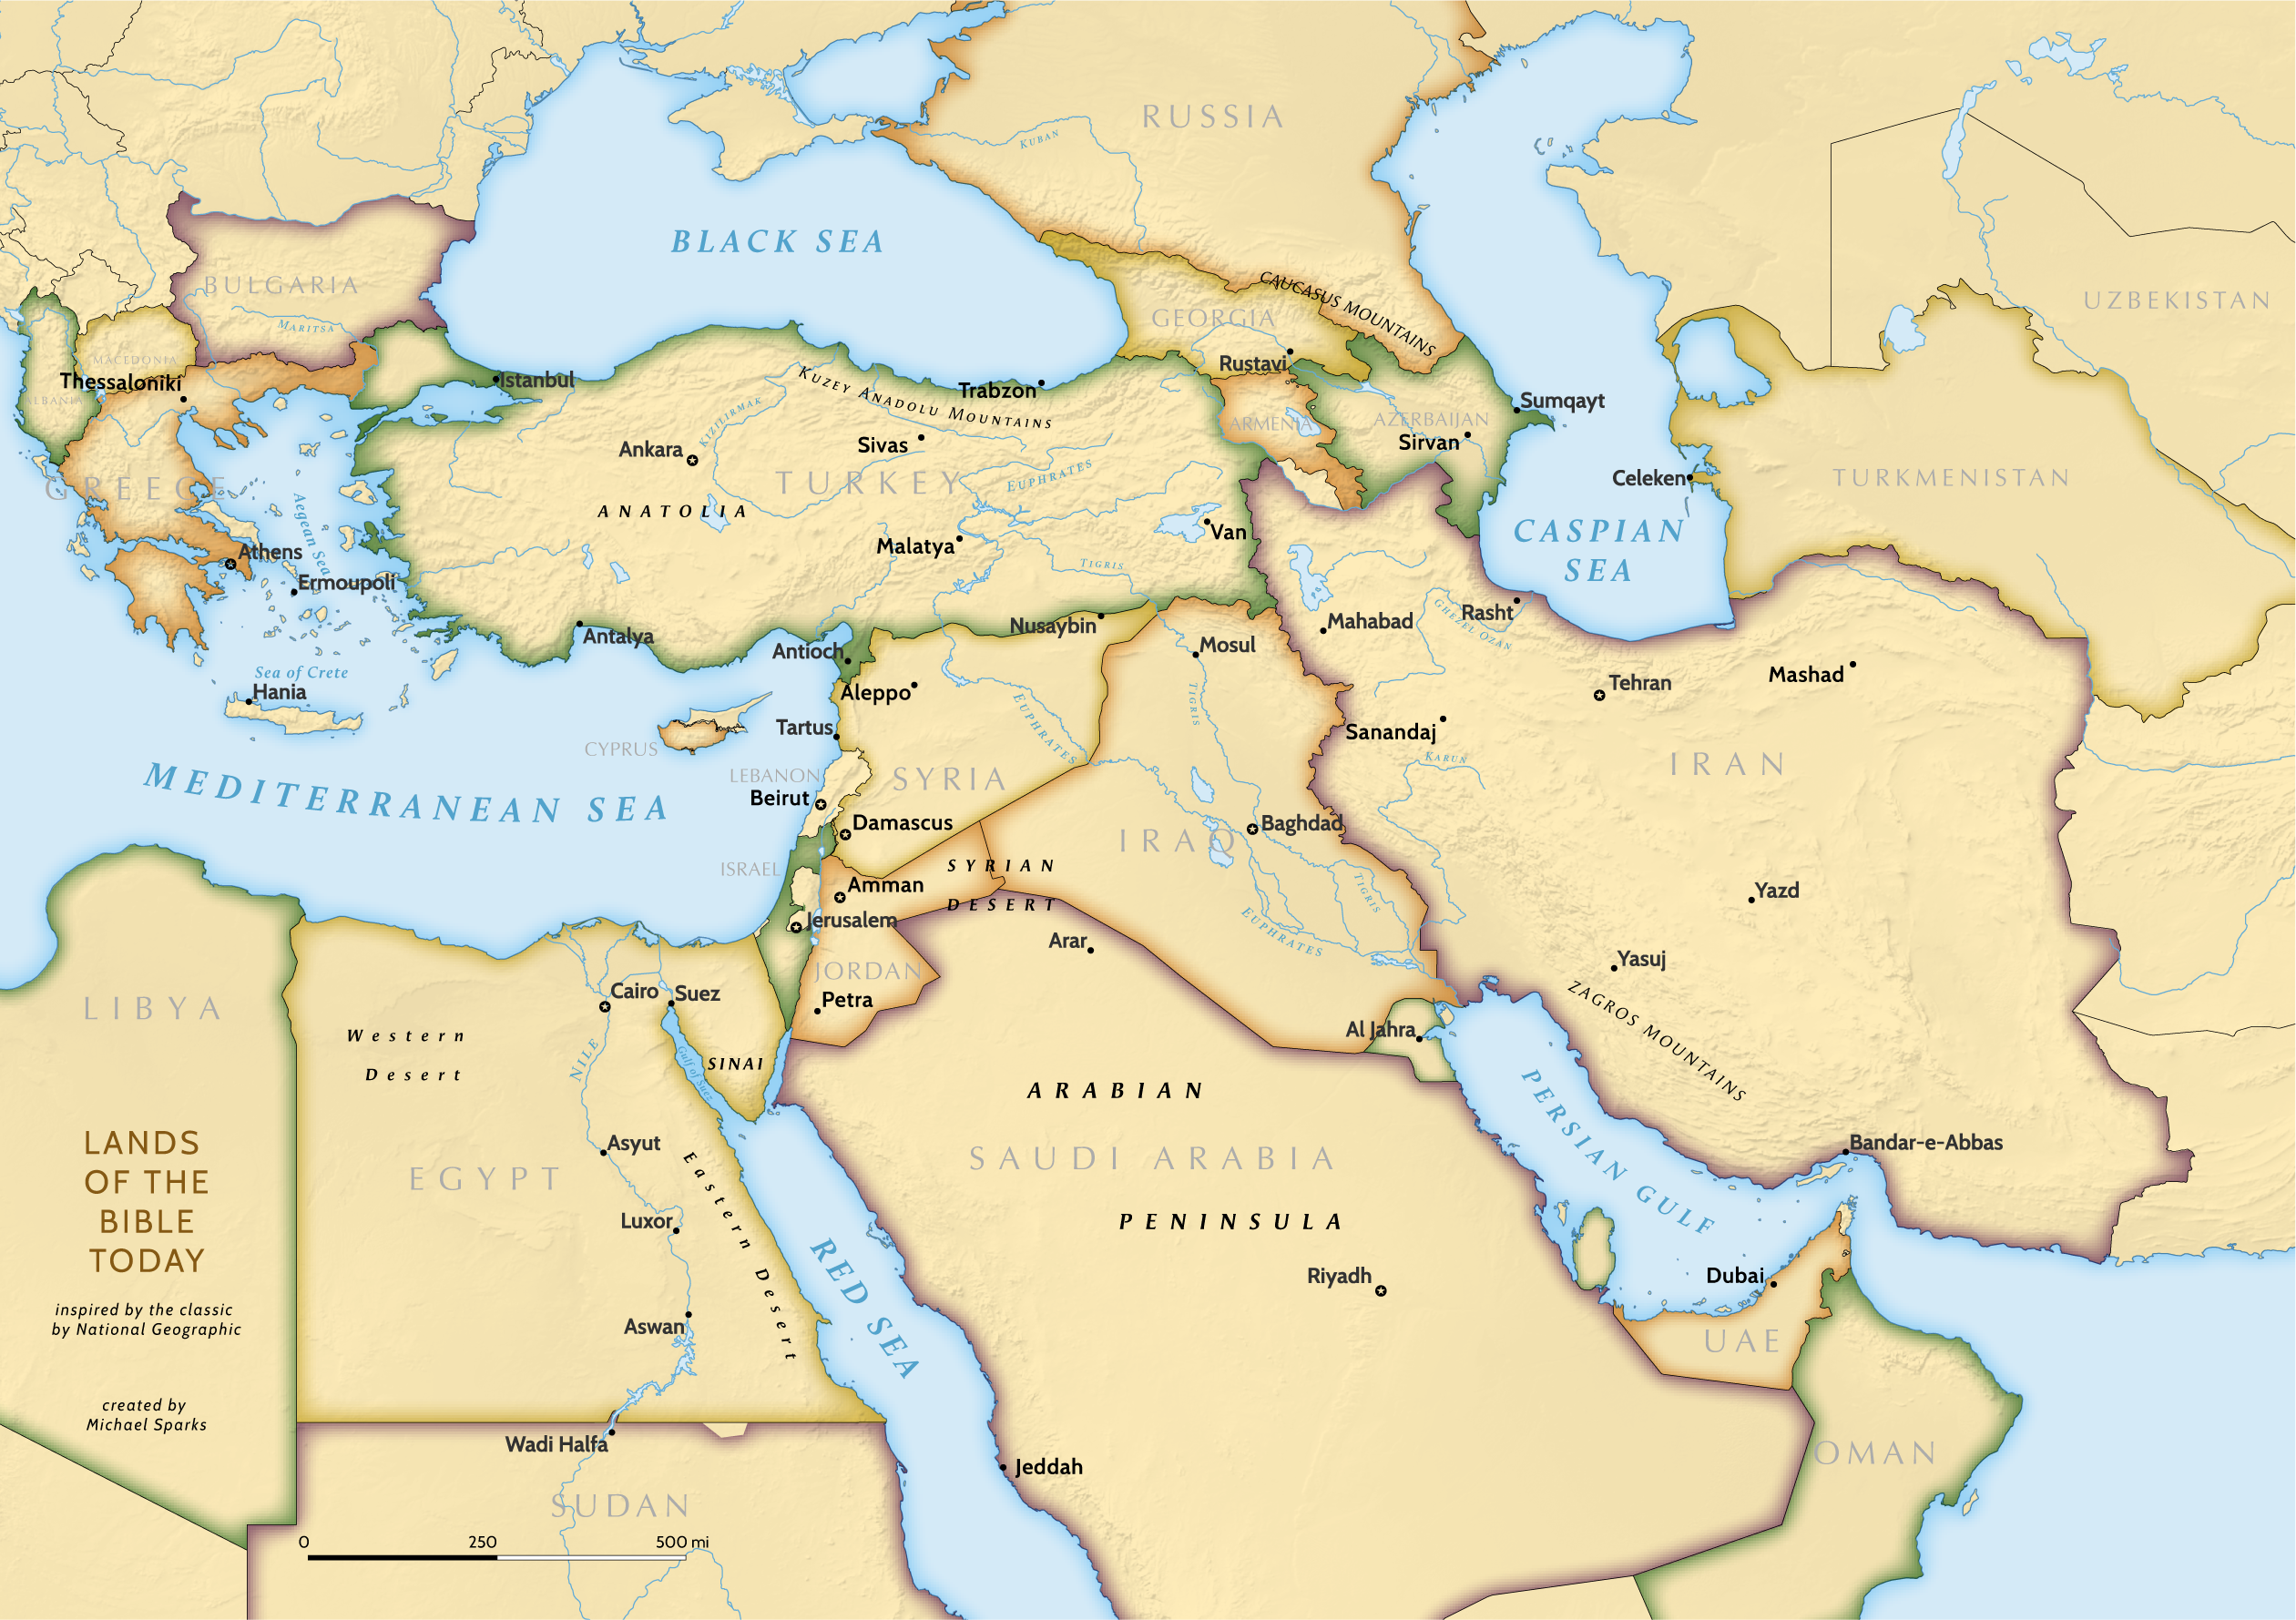 RUSSIA
KUBAN
BLACK SEA
BULGARIA
MARITSA
CAUCASUS MOUNTAINS
GEORGIA
UZBEKISTAN
MACEDONIA
Rustavi
Thessaloniki
ALBANIA
Istanbul
Trabzon
KUZEY ANADOLU MOUNTAINS
KIZILIRMAK
ARMENIA
AZERBAIJAN
Sumqayt
Sirvan
Ankara
Sivas
TURKEY
EUPHRATES
Celeken
TURKMENISTAN
GREECE
Aegean Sea
ANATOLIA
Van
CASPIAN
SEA
Malatya
Athens
Ermoupoli
TIGRIS
Antalya
Nusaybin
Mahabad
Rasht
GHEZEL OZAN
Antioch
Mosul
Sea of Crete
Hania
Aleppo
TIGRIS
Tehran
Mashad
Tartus
EUPHRATES
Sanandaj
CYPRUS
KARUN
IRAN
MEDITERRANEAN SEA
LEBANON
Beirut
SYRIA
Damascus
IRAQ
Baghdad
ISRAEL
SYRIAN
DESERT
Amman
TIGRIS
Yazd
Jerusalem
EUPHRATES
Arar
JORDAN
Yasuj
Petra
ZAGROS MOUNTAINS
LIBYA
Cairo
Suez
Al Jahra
Western
Desert
NILE
Gulf of Suez
SINAI
ARABIAN
PERSIAN GULF
LANDS
OF THE
BIBLE
TODAY
Asyut
Eastern Desert
SAUDI ARABIA
Bandar-e-Abbas
EGYPT
Luxor
PENINSULA
RED SEA
Riyadh
Dubai
inspired by the classic
by National Geographic
Aswan
UAE
created by
Michael Sparks
Wadi Halfa
Jeddah
OMAN
SUDAN
0 250 500 mi